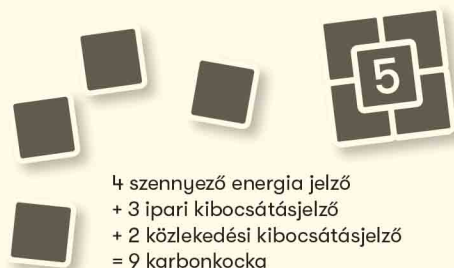 5
4 szennyező energia jelző
+ 3 ipari kibocsátásjelző
+ 2 közlekedési kibocsátásjelző
= 9 karbonkocka